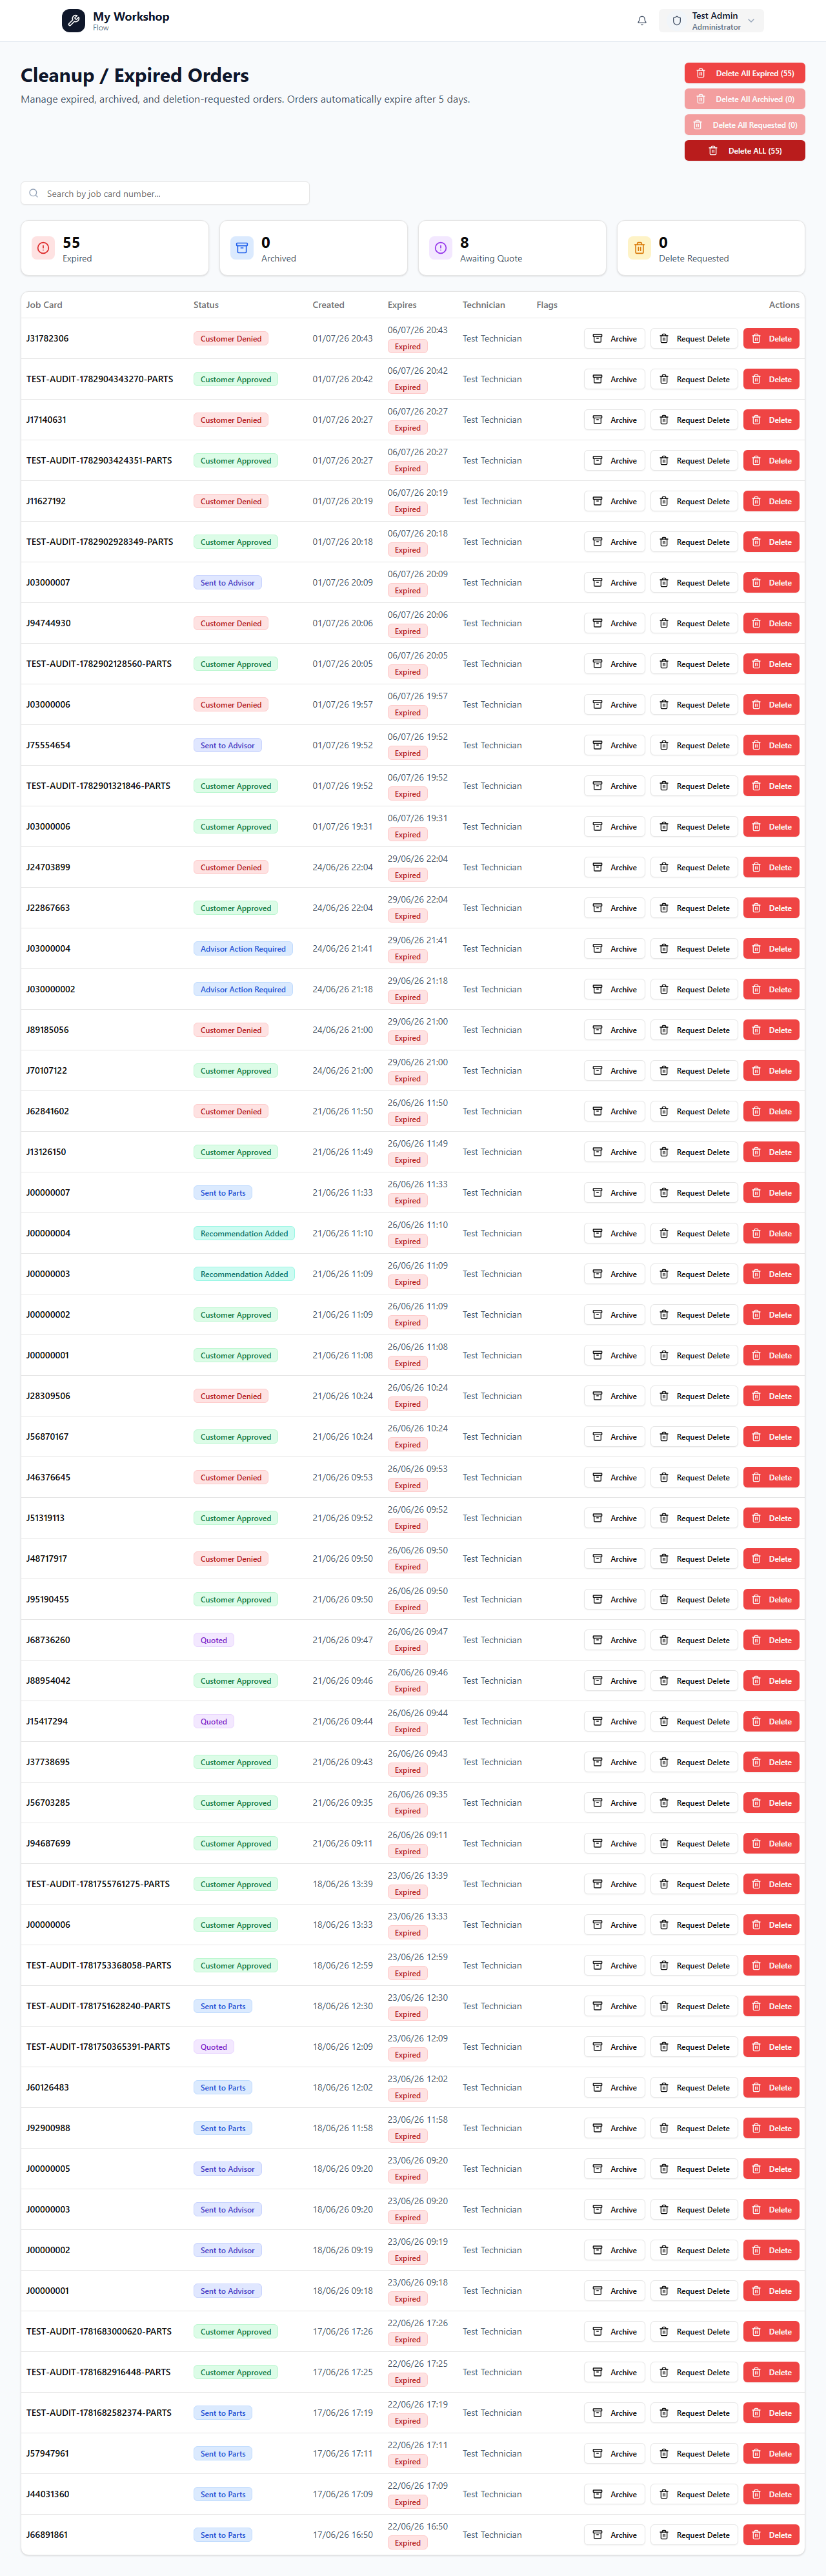 My Workshop
Flow
Test Admin
Administrator
Cleanup / Expired Orders
Manage expired, archived, and deletion-requested orders. Orders automatically expire after 5 days.
Delete All Expired (55)
Delete All Archived (0)
Delete All Requested (0)
Delete ALL (55)
Search by job card number...
55
Expired
0
Archived
8
Awaiting Quote
0
Delete Requested
Job Card Status Created Expires Technician Flags Actions
J31782306 Customer Denied 01/07/26 20:43 06/07/26 20:43 Expired Test Technician Archive Request Delete Delete
TEST-AUDIT-1782904343270-PARTS Customer Approved 01/07/26 20:42 06/07/26 20:42 Expired Test Technician Archive Request Delete Delete
J17140631 Customer Denied 01/07/26 20:27 06/07/26 20:27 Expired Test Technician Archive Request Delete Delete
TEST-AUDIT-1782903424351-PARTS Customer Approved 01/07/26 20:27 06/07/26 20:27 Expired Test Technician Archive Request Delete Delete
J11627192 Customer Denied 01/07/26 20:19 06/07/26 20:19 Expired Test Technician Archive Request Delete Delete
TEST-AUDIT-1782902928349-PARTS Customer Approved 01/07/26 20:18 06/07/26 20:18 Expired Test Technician Archive Request Delete Delete
J03000007 Sent to Advisor 01/07/26 20:09 06/07/26 20:09 Expired Test Technician Archive Request Delete Delete
J94744930 Customer Denied 01/07/26 20:06 06/07/26 20:06 Expired Test Technician Archive Request Delete Delete
TEST-AUDIT-1782902128560-PARTS Customer Approved 01/07/26 20:05 06/07/26 20:05 Expired Test Technician Archive Request Delete Delete
J03000006 Customer Denied 01/07/26 19:57 06/07/26 19:57 Expired Test Technician Archive Request Delete Delete
J75554654 Sent to Advisor 01/07/26 19:52 06/07/26 19:52 Expired Test Technician Archive Request Delete Delete
TEST-AUDIT-1782901321846-PARTS Customer Approved 01/07/26 19:52 06/07/26 19:52 Expired Test Technician Archive Request Delete Delete
J03000006 Customer Approved 01/07/26 19:31 06/07/26 19:31 Expired Test Technician Archive Request Delete Delete
J24703899 Customer Denied 24/06/26 22:04 29/06/26 22:04 Expired Test Technician Archive Request Delete Delete
J22867663 Customer Approved 24/06/26 22:04 29/06/26 22:04 Expired Test Technician Archive Request Delete Delete
J03000004 Advisor Action Required 24/06/26 21:41 29/06/26 21:41 Expired Test Technician Archive Request Delete Delete
J030000002 Advisor Action Required 24/06/26 21:18 29/06/26 21:18 Expired Test Technician Archive Request Delete Delete
J89185056 Customer Denied 24/06/26 21:00 29/06/26 21:00 Expired Test Technician Archive Request Delete Delete
J70107122 Customer Approved 24/06/26 21:00 29/06/26 21:00 Expired Test Technician Archive Request Delete Delete
J62841602 Customer Denied 21/06/26 11:50 26/06/26 11:50 Expired Test Technician Archive Request Delete Delete
J13126150 Customer Approved 21/06/26 11:49 26/06/26 11:49 Expired Test Technician Archive Request Delete Delete
J00000007 Sent to Parts 21/06/26 11:33 26/06/26 11:33 Expired Test Technician Archive Request Delete Delete
J00000004 Recommendation Added 21/06/26 11:10 26/06/26 11:10 Expired Test Technician Archive Request Delete Delete
J00000003 Recommendation Added 21/06/26 11:09 26/06/26 11:09 Expired Test Technician Archive Request Delete Delete
J00000002 Customer Approved 21/06/26 11:09 26/06/26 11:09 Expired Test Technician Archive Request Delete Delete
J00000001 Customer Approved 21/06/26 11:08 26/06/26 11:08 Expired Test Technician Archive Request Delete Delete
J28309506 Customer Denied 21/06/26 10:24 26/06/26 10:24 Expired Test Technician Archive Request Delete Delete
J56870167 Customer Approved 21/06/26 10:24 26/06/26 10:24 Expired Test Technician Archive Request Delete Delete
J46376645 Customer Denied 21/06/26 09:53 26/06/26 09:53 Expired Test Technician Archive Request Delete Delete
J51319113 Customer Approved 21/06/26 09:52 26/06/26 09:52 Expired Test Technician Archive Request Delete Delete
J48717917 Customer Denied 21/06/26 09:50 26/06/26 09:50 Expired Test Technician Archive Request Delete Delete
J95190455 Customer Approved 21/06/26 09:50 26/06/26 09:50 Expired Test Technician Archive Request Delete Delete
J68736260 Quoted 21/06/26 09:47 26/06/26 09:47 Expired Test Technician Archive Request Delete Delete
J88954042 Customer Approved 21/06/26 09:46 26/06/26 09:46 Expired Test Technician Archive Request Delete Delete
J15417294 Quoted 21/06/26 09:44 26/06/26 09:44 Expired Test Technician Archive Request Delete Delete
J37738695 Customer Approved 21/06/26 09:43 26/06/26 09:43 Expired Test Technician Archive Request Delete Delete
J56703285 Customer Approved 21/06/26 09:35 26/06/26 09:35 Expired Test Technician Archive Request Delete Delete
J94687699 Customer Approved 21/06/26 09:11 26/06/26 09:11 Expired Test Technician Archive Request Delete Delete
TEST-AUDIT-1781755761275-PARTS Customer Approved 18/06/26 13:39 23/06/26 13:39 Expired Test Technician Archive Request Delete Delete
J00000006 Customer Approved 18/06/26 13:33 23/06/26 13:33 Expired Test Technician Archive Request Delete Delete
TEST-AUDIT-1781753368058-PARTS Customer Approved 18/06/26 12:59 23/06/26 12:59 Expired Test Technician Archive Request Delete Delete
TEST-AUDIT-1781751628240-PARTS Sent to Parts 18/06/26 12:30 23/06/26 12:30 Expired Test Technician Archive Request Delete Delete
TEST-AUDIT-1781750365391-PARTS Quoted 18/06/26 12:09 23/06/26 12:09 Expired Test Technician Archive Request Delete Delete
J60126483 Sent to Parts 18/06/26 12:02 23/06/26 12:02 Expired Test Technician Archive Request Delete Delete
J92900988 Sent to Parts 18/06/26 11:58 23/06/26 11:58 Expired Test Technician Archive Request Delete Delete
J00000005 Sent to Advisor 18/06/26 09:20 23/06/26 09:20 Expired Test Technician Archive Request Delete Delete
J00000003 Sent to Advisor 18/06/26 09:20 23/06/26 09:20 Expired Test Technician Archive Request Delete Delete
J00000002 Sent to Advisor 18/06/26 09:19 23/06/26 09:19 Expired Test Technician Archive Request Delete Delete
J00000001 Sent to Advisor 18/06/26 09:18 23/06/26 09:18 Expired Test Technician Archive Request Delete Delete
TEST-AUDIT-1781683000620-PARTS Customer Approved 17/06/26 17:26 22/06/26 17:26 Expired Test Technician Archive Request Delete Delete
TEST-AUDIT-1781682916448-PARTS Customer Approved 17/06/26 17:25 22/06/26 17:25 Expired Test Technician Archive Request Delete Delete
TEST-AUDIT-1781682582374-PARTS Sent to Parts 17/06/26 17:19 22/06/26 17:19 Expired Test Technician Archive Request Delete Delete
J57947961 Sent to Parts 17/06/26 17:11 22/06/26 17:11 Expired Test Technician Archive Request Delete Delete
J44031360 Sent to Parts 17/06/26 17:09 22/06/26 17:09 Expired Test Technician Archive Request Delete Delete
J66891861 Sent to Parts 17/06/26 16:50 22/06/26 16:50 Expired Test Technician Archive Request Delete Delete